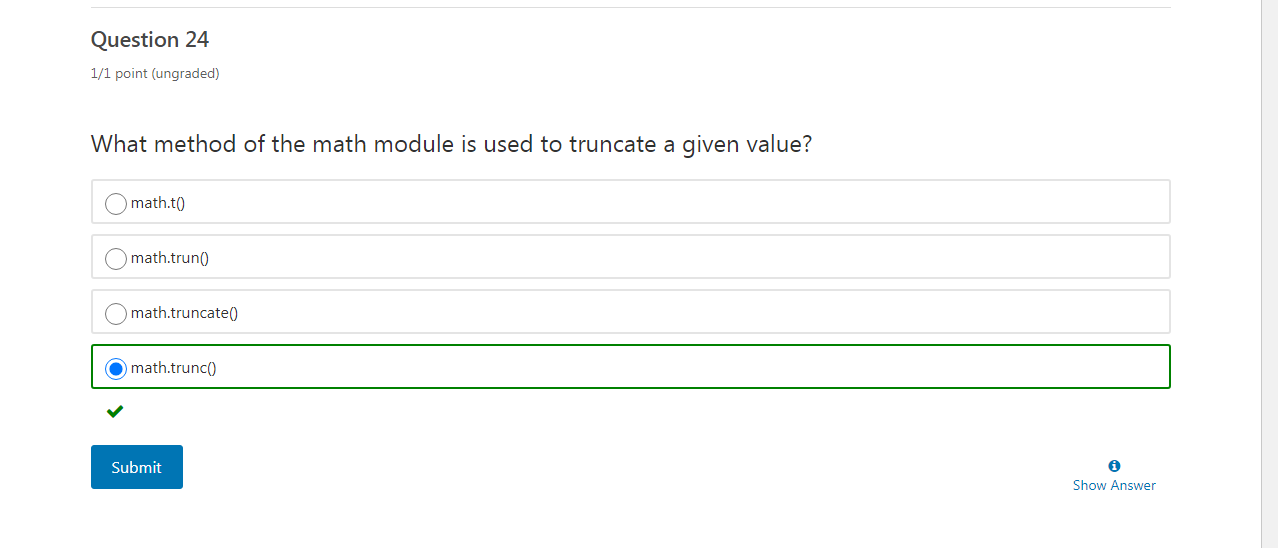 Question 24
1/1 point (ungraded)
What method of the math module is used to truncate a given value?
math.t()
math.trun()
math.truncate()
math.trunc()
Submit
Show Answer